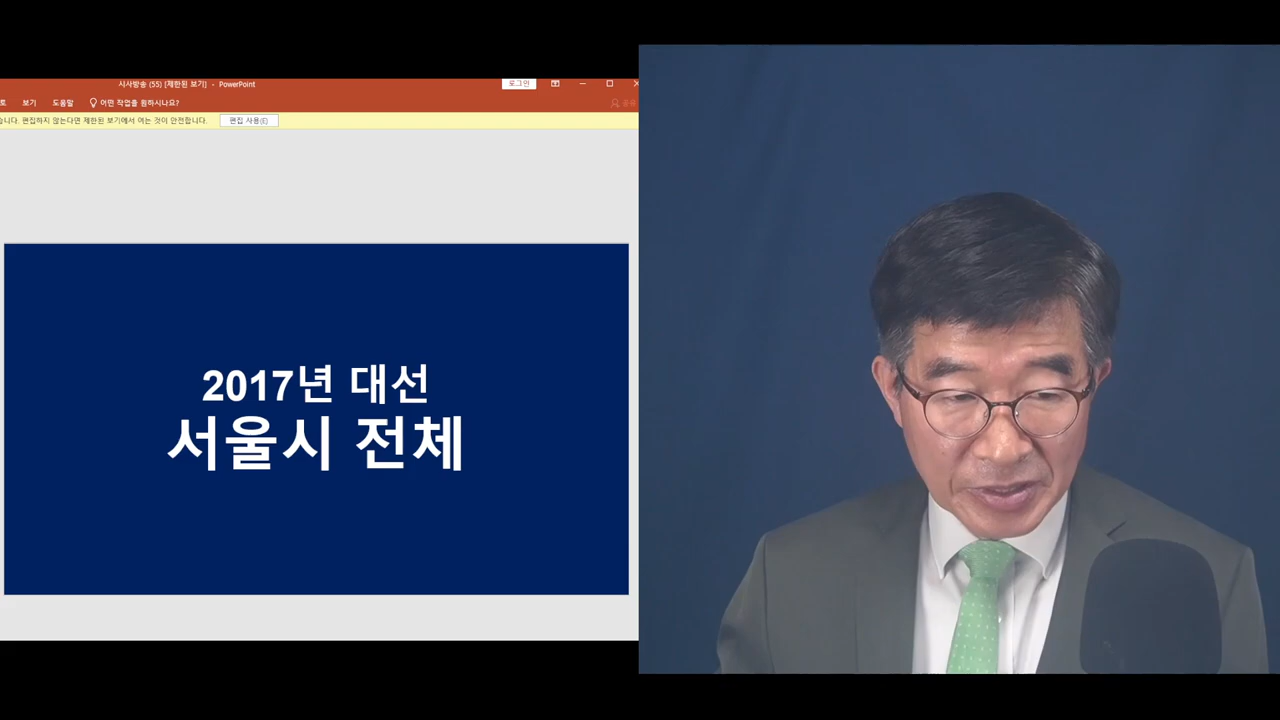 시사방송 (55) [제한된 보기] - PowerPoint
로그인
보기 도움말 어떤 작업을 원하시나요?
편집하지 않는다면 제한된 보기에서 여는 것이 안전합니다. 편집 사용(E)
2017년 대선
서울시 전체